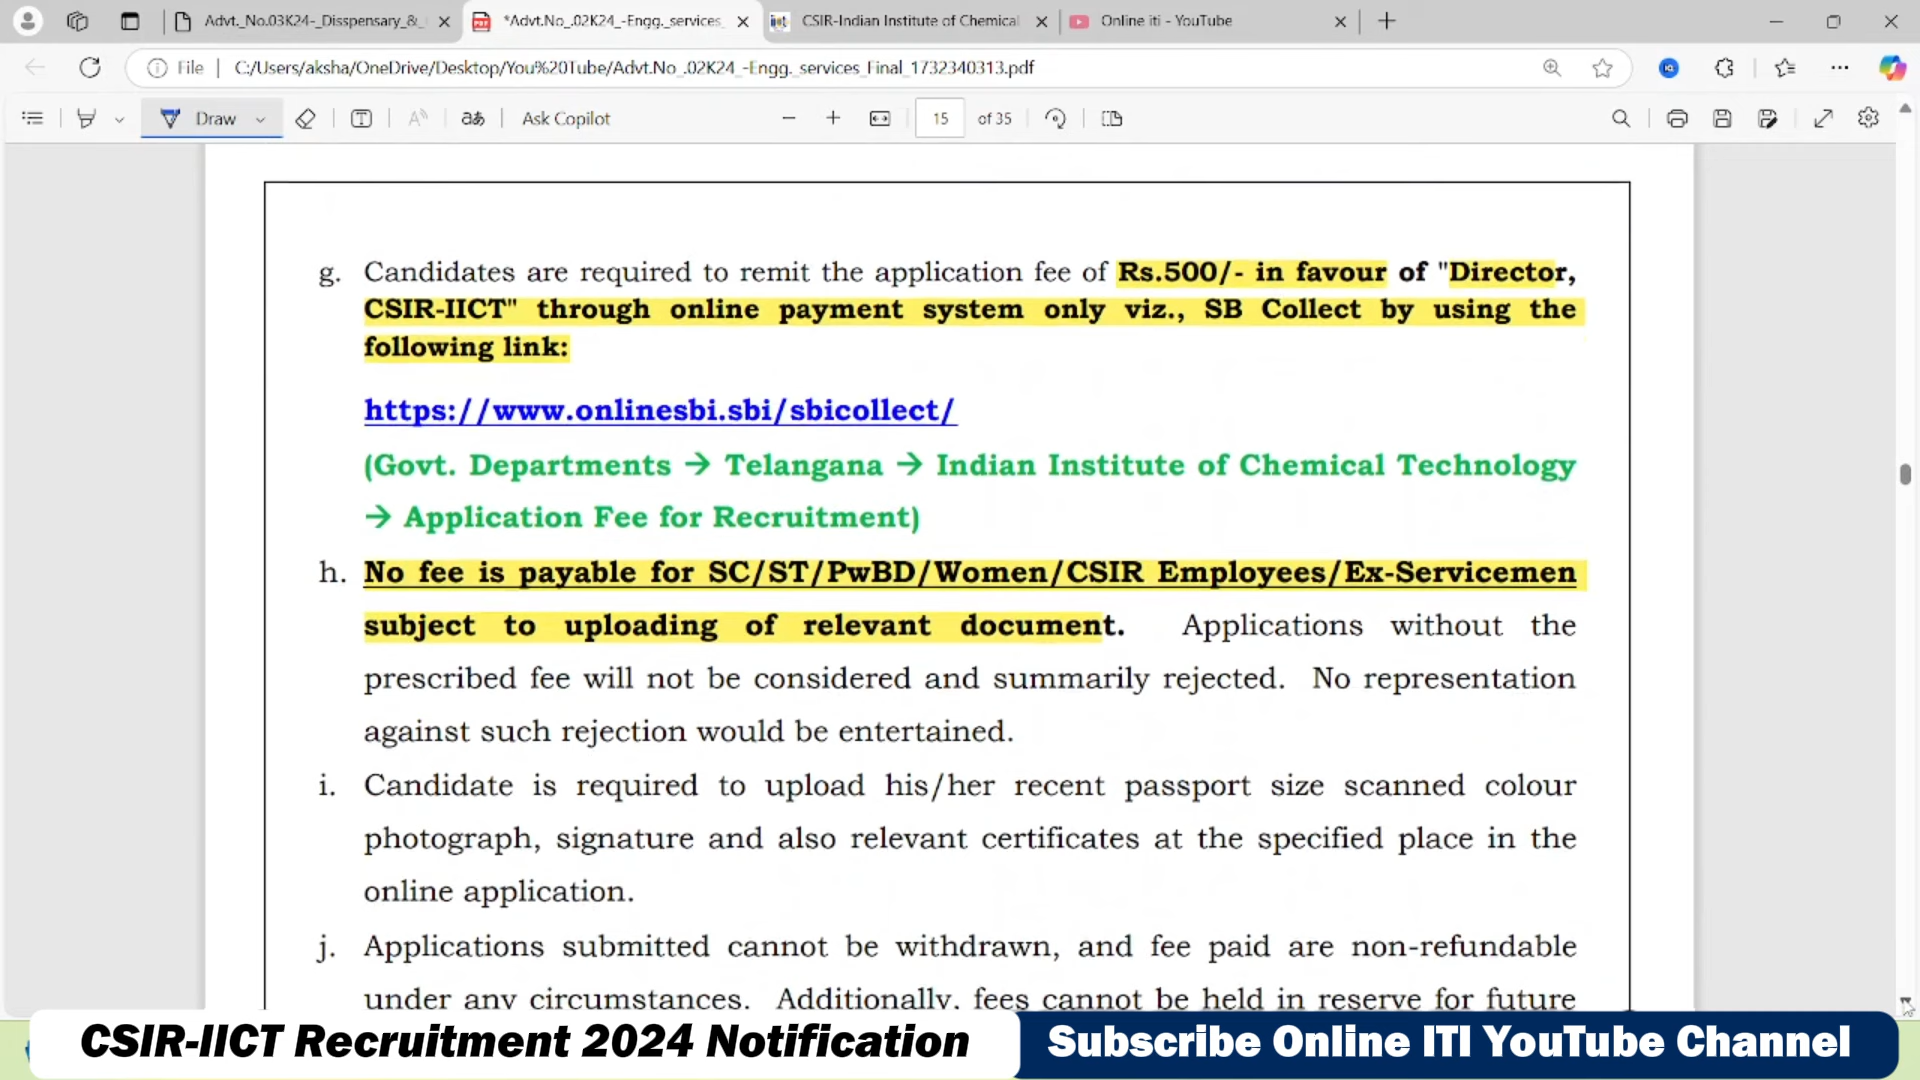 Advt._No.03K24-_Disspensary_&_
*Advt.No_.02K24_-Engg._services_
CSIR-Indian Institute of Chemical
Online iti - YouTube
File
C:/Users/aksha/OneDrive/Desktop/You%20Tube/Advt.No_.02K24_-Engg._services_Final_1732340313.pdf
Draw
Ask Copilot
15 of 35
g. Candidates are required to remit the application fee of Rs.500/- in favour of "Director,
CSIR-IICT" through online payment system only viz., SB Collect by using the
following link:
https://www.onlinesbi.sbi/sbicollect/
(Govt. Departments → Telangana → Indian Institute of Chemical Technology
→ Application Fee for Recruitment)
h. No fee is payable for SC/ST/PwBD/Women/CSIR Employees/Ex-Servicemen
subject to uploading of relevant document. Applications without the
prescribed fee will not be considered and summarily rejected. No representation
against such rejection would be entertained.
i. Candidate is required to upload his/her recent passport size scanned colour
photograph, signature and also relevant certificates at the specified place in the
online application.
j. Applications submitted cannot be withdrawn, and fee paid are non-refundable
under any circumstances. Additionally, fees cannot be held in reserve for future
CSIR-IICT Recruitment 2024 Notification
Subscribe Online ITI YouTube Channel